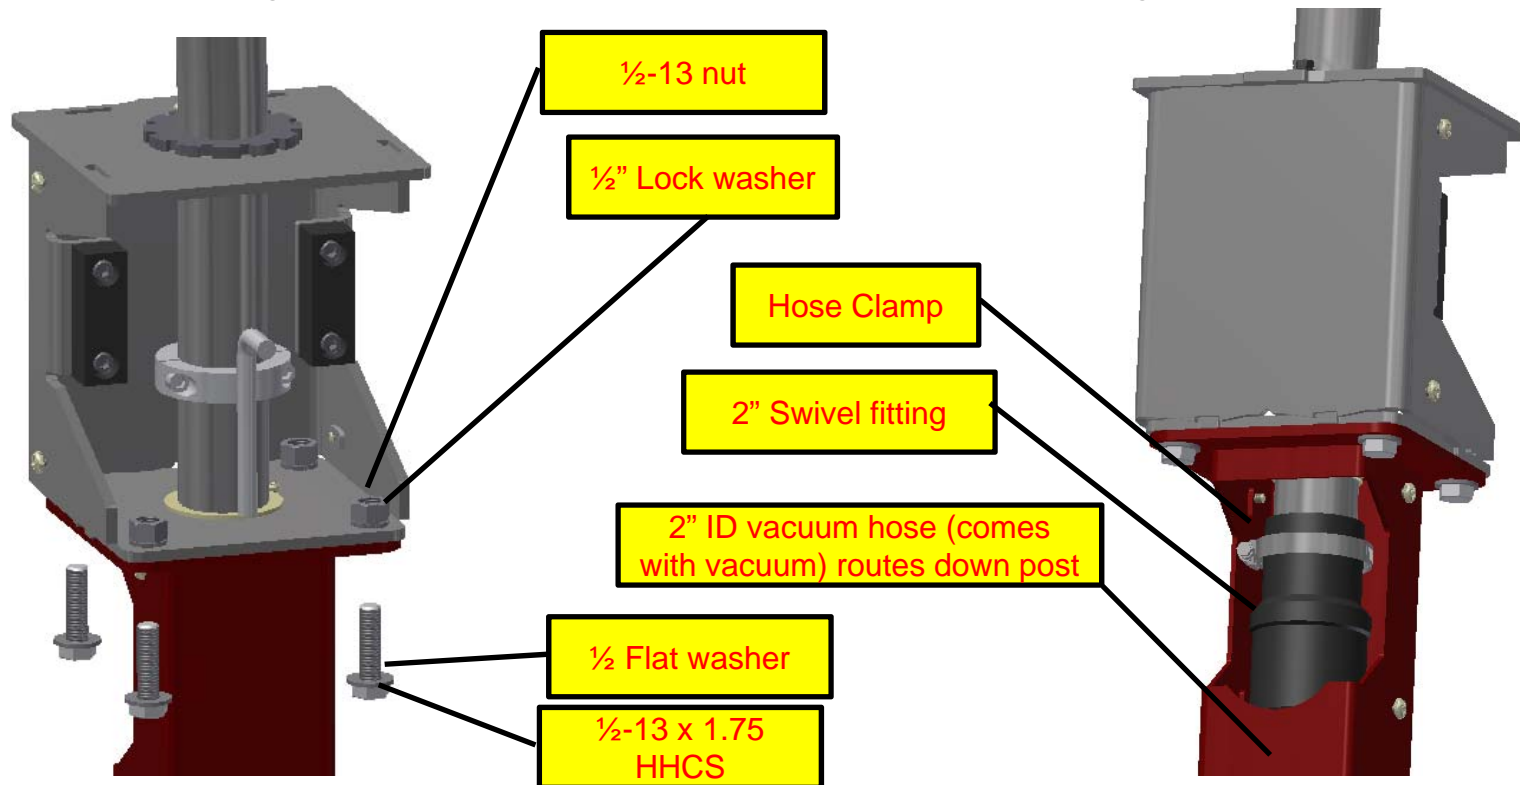 ½-13 nut
½” Lock washer
Hose Clamp
2” Swivel fitting
2” ID vacuum hose (comes
with vacuum) routes down post
½ Flat washer
½-13 x 1.75
HHCS